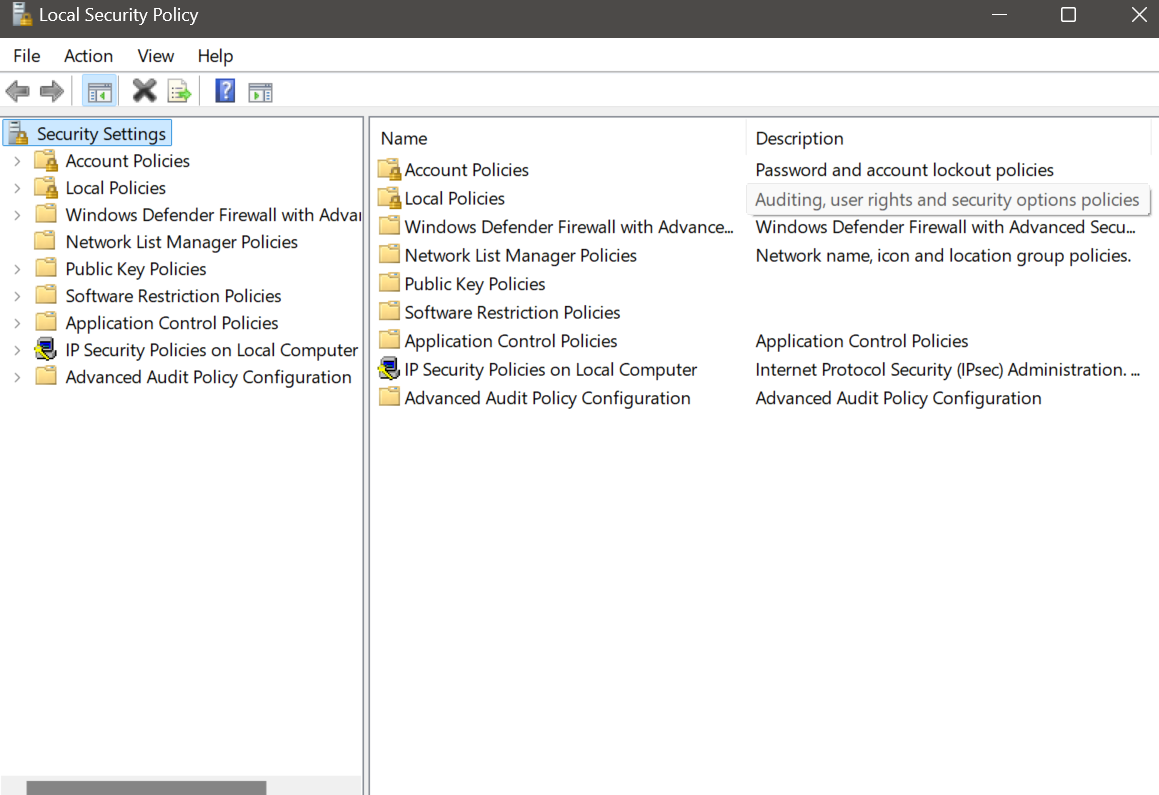 Local Security Policy
File Action View Help
Security Settings
Account Policies
Local Policies
Windows Defender Firewall with Advan
Network List Manager Policies
Public Key Policies
Software Restriction Policies
Application Control Policies
IP Security Policies on Local Computer
Advanced Audit Policy Configuration
Name Description
Account Policies Password and account lockout policies
Local Policies Auditing, user rights and security options policies
Windows Defender Firewall with Advance... Windows Defender Firewall with Advanced Secu...
Network List Manager Policies Network name, icon and location group policies.
Public Key Policies
Software Restriction Policies
Application Control Policies Application Control Policies
IP Security Policies on Local Computer Internet Protocol Security (IPsec) Administration. ...
Advanced Audit Policy Configuration Advanced Audit Policy Configuration